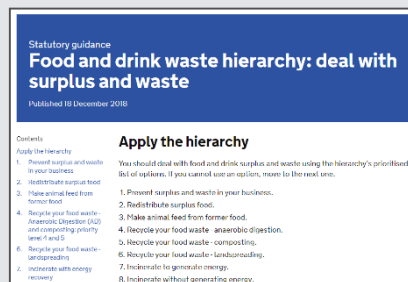 Statutory guidance
Food and drink waste hierarchy: deal with
surplus and waste
Published 18 December 2018
Contents
Apply the hierarchy
1. Prevent surplus and waste
in your business
2. Redistribute surplus food
3. Make animal feed from
former food
4. Recycle your food waste -
Anaerobic Digestion (AD)
and composting: priority
level 4 and 5
6. Recycle your food waste -
landspreading
7. Incinerate with energy
recovery
Apply the hierarchy
You should deal with food and drink surplus and waste using the hierarchy's prioritised
list of options. If you cannot use an option, move to the next one.
1. Prevent surplus and waste in your business.
2. Redistribute surplus food.
3. Make animal feed from former food.
4. Recycle your food waste - anaerobic digestion.
5. Recycle your food waste - composting.
6. Recycle your food waste - landspreading.
7. Incinerate to generate energy.
8. Incinerate without generating energy.